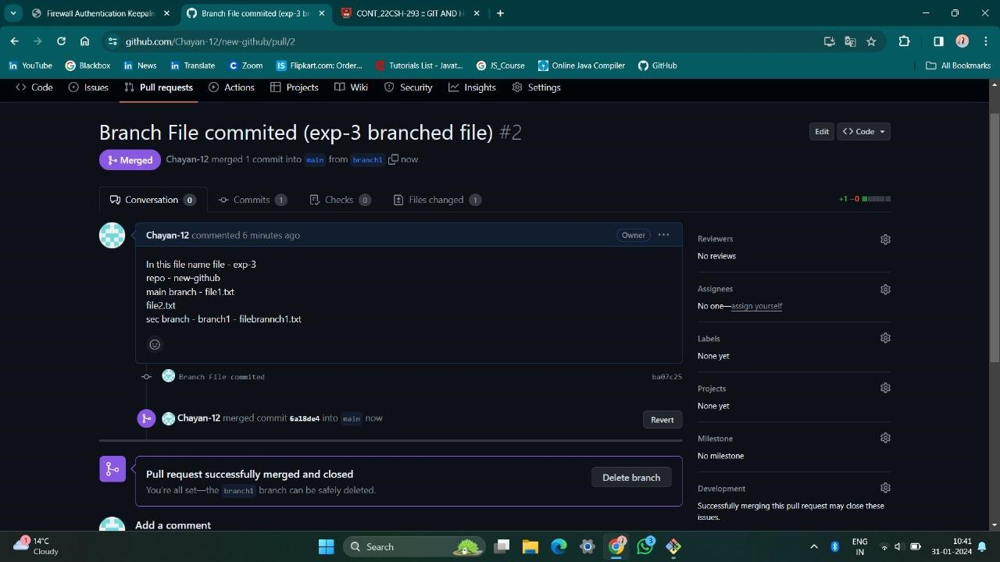 Firewall Authentication Keepaliv
Branch File commited (exp-3 br
CONT_22CSH-293 :: GIT AND H
github.com/Chayan-12/new-github/pull/2
YouTube
Blackbox
News
Translate
Zoom
Flipkart.com: Order...
Tutorials List - Javat...
JS_Course
Online Java Compiler
GitHub
All Bookmarks
Code
Issues
Pull requests
Actions
Projects
Wiki
Security
Insights
Settings
Branch File commited (exp-3 branched file) #2
Edit
<> Code
Merged
Chayan-12 merged 1 commit into main from branch1 now
Conversation 0
Commits 1
Checks 0
Files changed 1
+1 −0
Chayan-12 commented 6 minutes ago
Owner
In this file name file - exp-3
repo - new-github
main branch - file1.txt
file2.txt
sec branch - branch1 - filebrannch1.txt
Branch File commited
ba07c25
Chayan-12 merged commit 6a18de4 into main now
Revert
Pull request successfully merged and closed
You're all set—the branch1 branch can be safely deleted.
Delete branch
Add a comment
Reviewers
No reviews
Assignees
No one—assign yourself
Labels
None yet
Projects
None yet
Milestone
No milestone
Development
Successfully merging this pull request may close these
issues.
1
14°C
Cloudy
Search
3
ENG
IN
10:41
31-01-2024